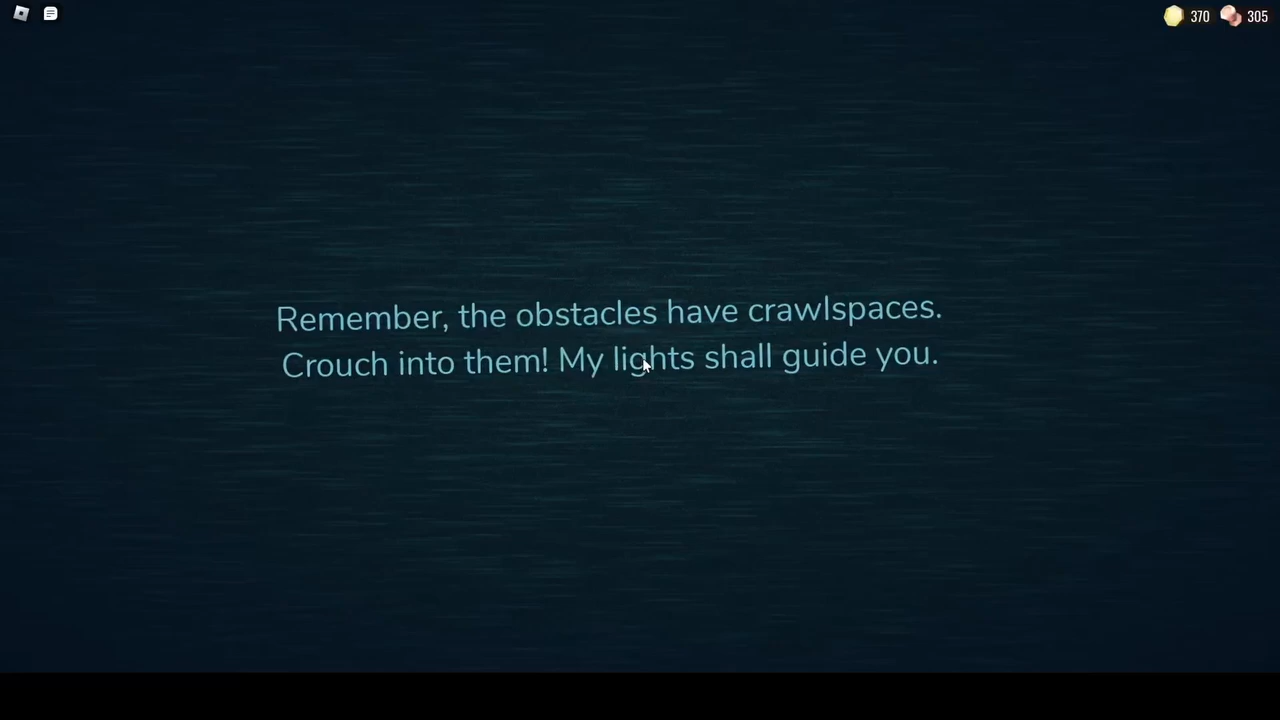 370 305
Remember, the obstacles have crawlspaces.
Crouch into them! My lights shall guide you.